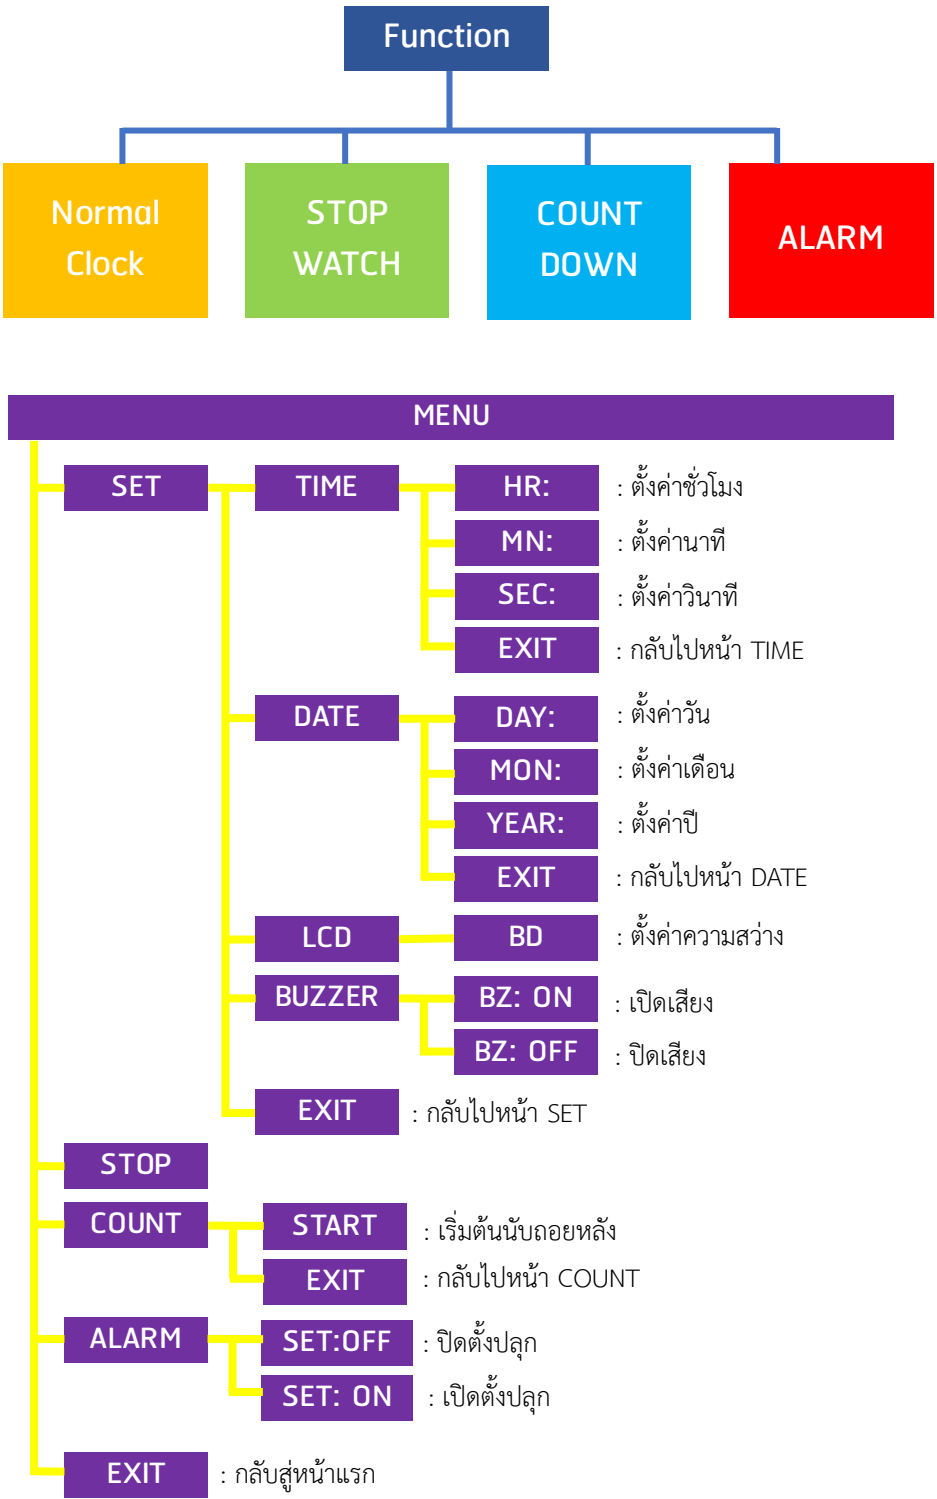 Function
Normal
Clock
STOP
WATCH
COUNT
DOWN
ALARM
MENU
SET
TIME
HR:
: ตั้งค่าชั่วโมง
MN:
: ตั้งค่านาที
SEC:
: ตั้งค่าวินาที
EXIT
: กลับไปหน้า TIME
DATE
DAY:
: ตั้งค่าวัน
MON:
: ตั้งค่าเดือน
YEAR:
: ตั้งค่าปี
EXIT
: กลับไปหน้า DATE
LCD
BD
: ตั้งค่าความสว่าง
BUZZER
BZ: ON
: เปิดเสียง
BZ: OFF
: ปิดเสียง
EXIT
: กลับไปหน้า SET
STOP
COUNT
START
: เริ่มต้นนับถอยหลัง
EXIT
: กลับไปหน้า COUNT
ALARM
SET:OFF
: ปิดตั้งปลุก
SET: ON
: เปิดตั้งปลุก
EXIT
: กลับสู่หน้าแรก